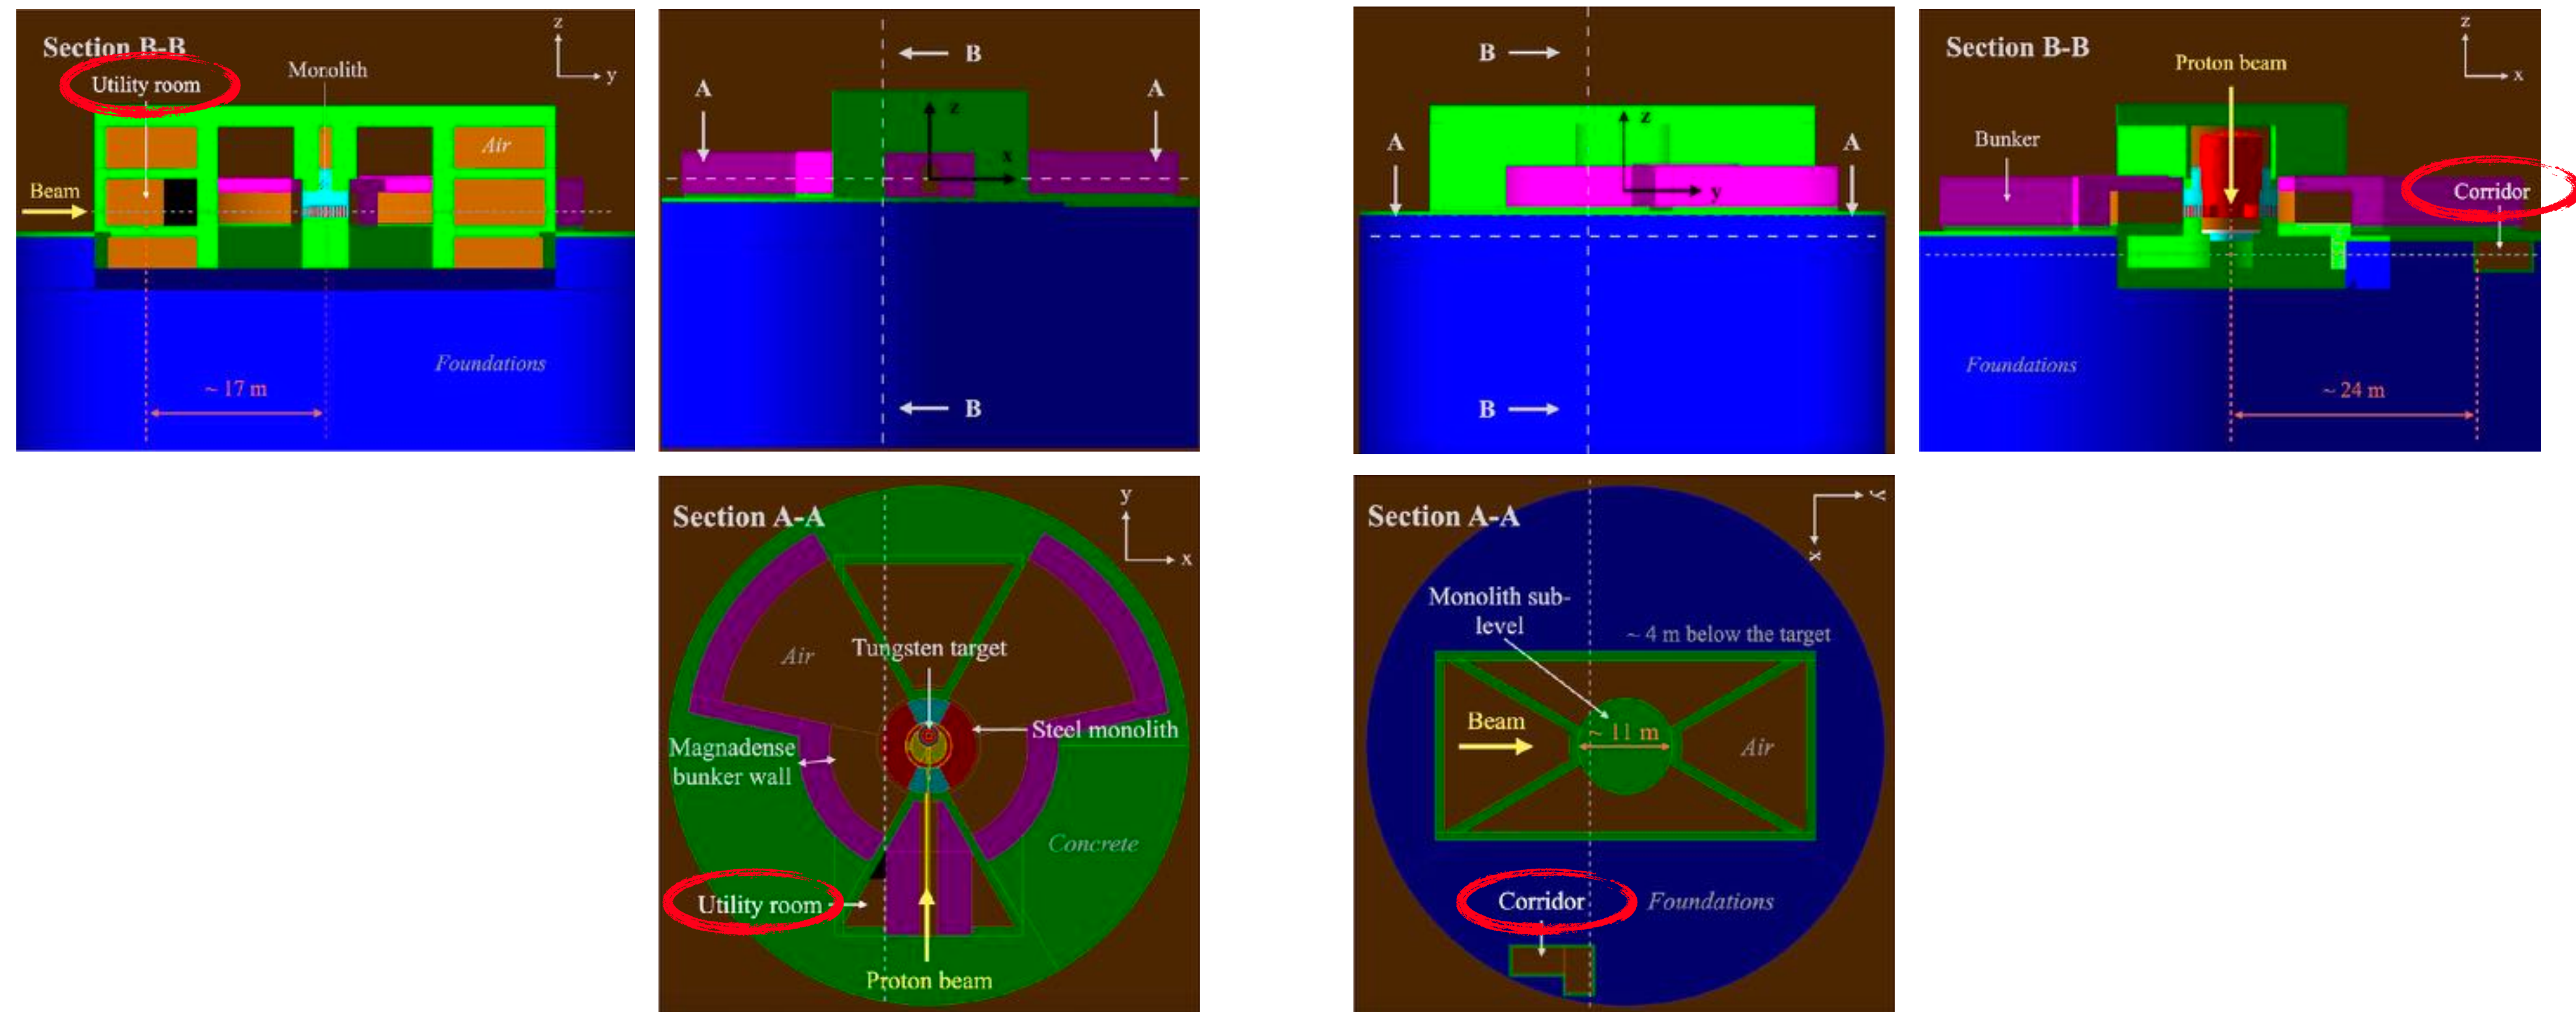 Section B-B
z
y
Utility room
Monolith
Air
Beam
Foundations
~ 17 m
B
A
A
z
x
B
B
A
A
z
y
B
Section B-B
z
x
Proton beam
Bunker
Corridor
Foundations
~ 24 m
Section A-A
y
x
Tungsten target
Air
Steel monolith
Magnadense
bunker wall
Concrete
Utility room
Proton beam
Section A-A
y
x
Monolith sub-
level
~ 4 m below the target
Beam
~ 11 m
Air
Corridor
Foundations